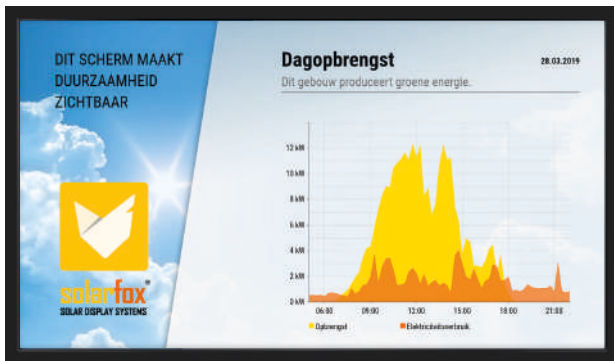 DIT SCHERM MAAKT
DUURZAAMHEID
ZICHTBAAR
solarfox®
SOLAR DISPLAY SYSTEMS
Dagopbrengst
28.03.2019
Dit gebouw produceert groene energie.
12 kW
10 kW
8 kW
6 kW
4 kW
2 kW
0 kW
06:00 09:00 12:00 15:00 18:00 21:00
Opbrengst Elektriciteitsverbruik